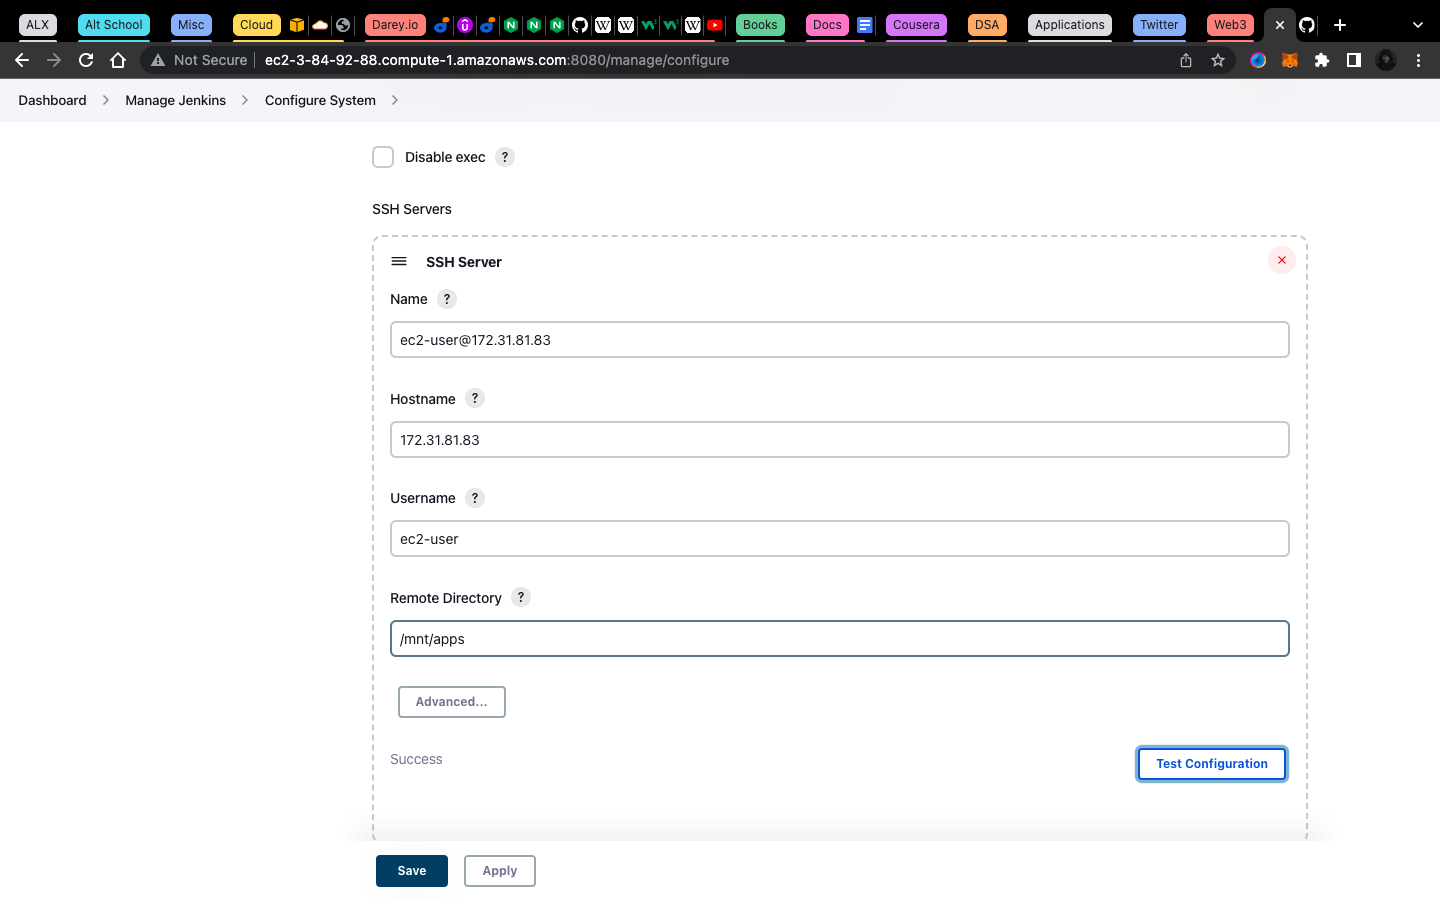 ALX Alt School Misc Cloud Darey.io Books Docs Cousera DSA Applications Twitter Web3
Not Secure ec2-3-84-92-88.compute-1.amazonaws.com:8080/manage/configure
Dashboard Manage Jenkins Configure System
Disable exec ?
SSH Servers
SSH Server
Name ?
ec2-user@172.31.81.83
Hostname ?
172.31.81.83
Username ?
ec2-user
Remote Directory ?
/mnt/apps
Advanced...
Success
Test Configuration
Save Apply